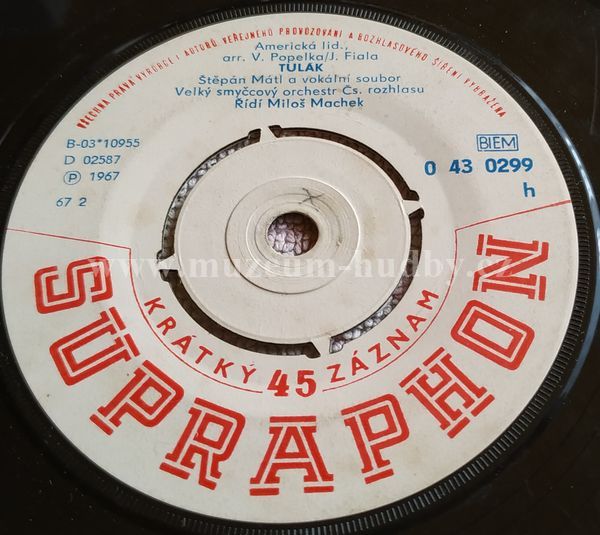 VŠECHNA PRÁVA VÝROBCE I AUTORŮ VEŘEJNÉHO PROVOZOVÁNÍ A ROZHLASOVÉHO ŠÍŘENÍ VYHRAŽENA
Americká lid.,
arr. V. Popelka/J. Fiala
TULÁK
Štěpán Mátl a vokální soubor
Velký smyčcový orchestr Čs. rozhlasu
Řídí Miloš Machek
B-03*10955
D 02587
Ⓟ 1967
67 2
BIEM
0 43 0299
h
www.muzeum-hudby.cz
KRÁTKÝ 45 ZÁZNAM
SUPRAPHON